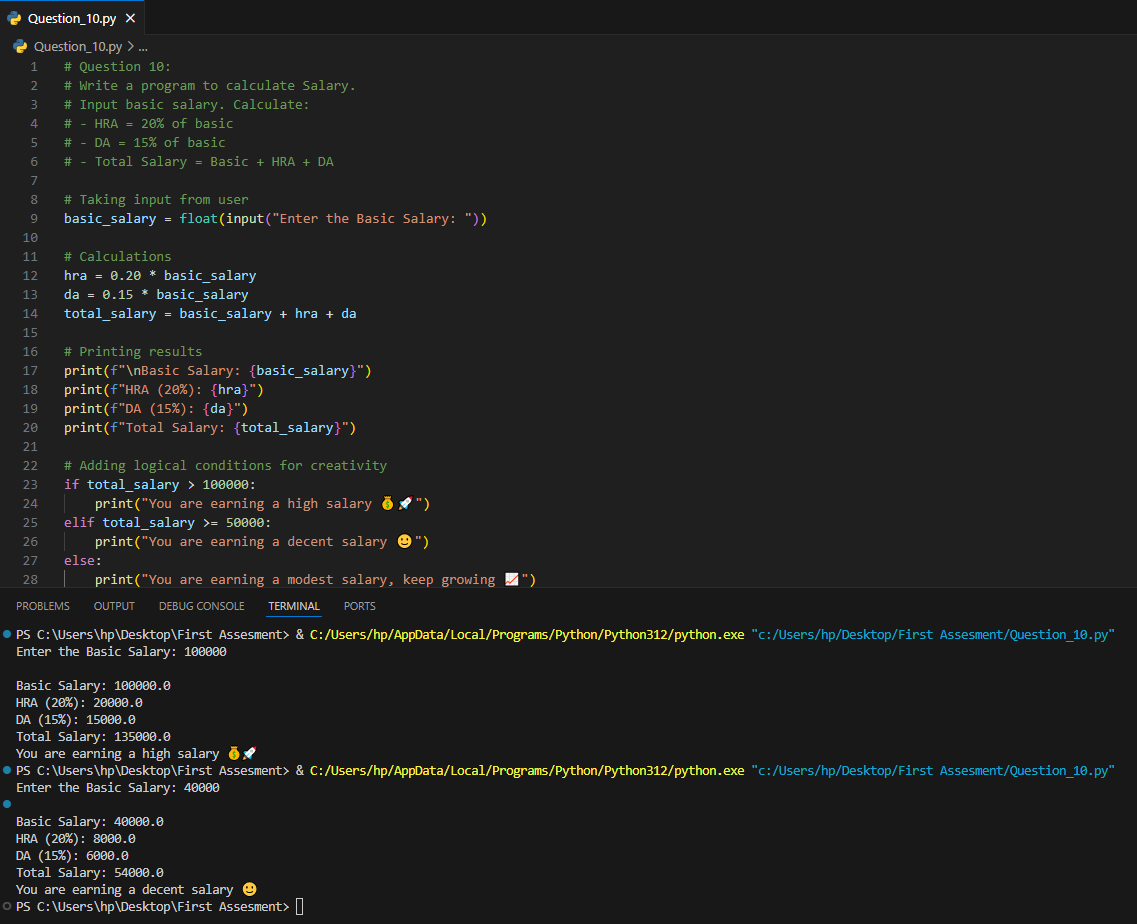 Question_10.py ×
Question_10.py > ...
1 # Question 10:
2 # Write a program to calculate Salary.
3 # Input basic salary. Calculate:
4 # - HRA = 20% of basic
5 # - DA = 15% of basic
6 # - Total Salary = Basic + HRA + DA
7
8 # Taking input from user
9 basic_salary = float(input("Enter the Basic Salary: "))
10
11 # Calculations
12 hra = 0.20 * basic_salary
13 da = 0.15 * basic_salary
14 total_salary = basic_salary + hra + da
15
16 # Printing results
17 print(f"\nBasic Salary: {basic_salary}")
18 print(f"HRA (20%): {hra}")
19 print(f"DA (15%): {da}")
20 print(f"Total Salary: {total_salary}")
21
22 # Adding logical conditions for creativity
23 if total_salary > 100000:
24     print("You are earning a high salary 💰🚀")
25 elif total_salary >= 50000:
26     print("You are earning a decent salary 🙂")
27 else:
28     print("You are earning a modest salary, keep growing 📈")
PROBLEMS OUTPUT DEBUG CONSOLE TERMINAL PORTS
PS C:\Users\hp\Desktop\First Assesment> & C:/Users/hp/AppData/Local/Programs/Python/Python312/python.exe "c:/Users/hp/Desktop/First Assesment/Question_10.py"
Enter the Basic Salary: 100000
Basic Salary: 100000.0
HRA (20%): 20000.0
DA (15%): 15000.0
Total Salary: 135000.0
You are earning a high salary 💰🚀
PS C:\Users\hp\Desktop\First Assesment> & C:/Users/hp/AppData/Local/Programs/Python/Python312/python.exe "c:/Users/hp/Desktop/First Assesment/Question_10.py"
Enter the Basic Salary: 40000
Basic Salary: 40000.0
HRA (20%): 8000.0
DA (15%): 6000.0
Total Salary: 54000.0
You are earning a decent salary 🙂
PS C:\Users\hp\Desktop\First Assesment>